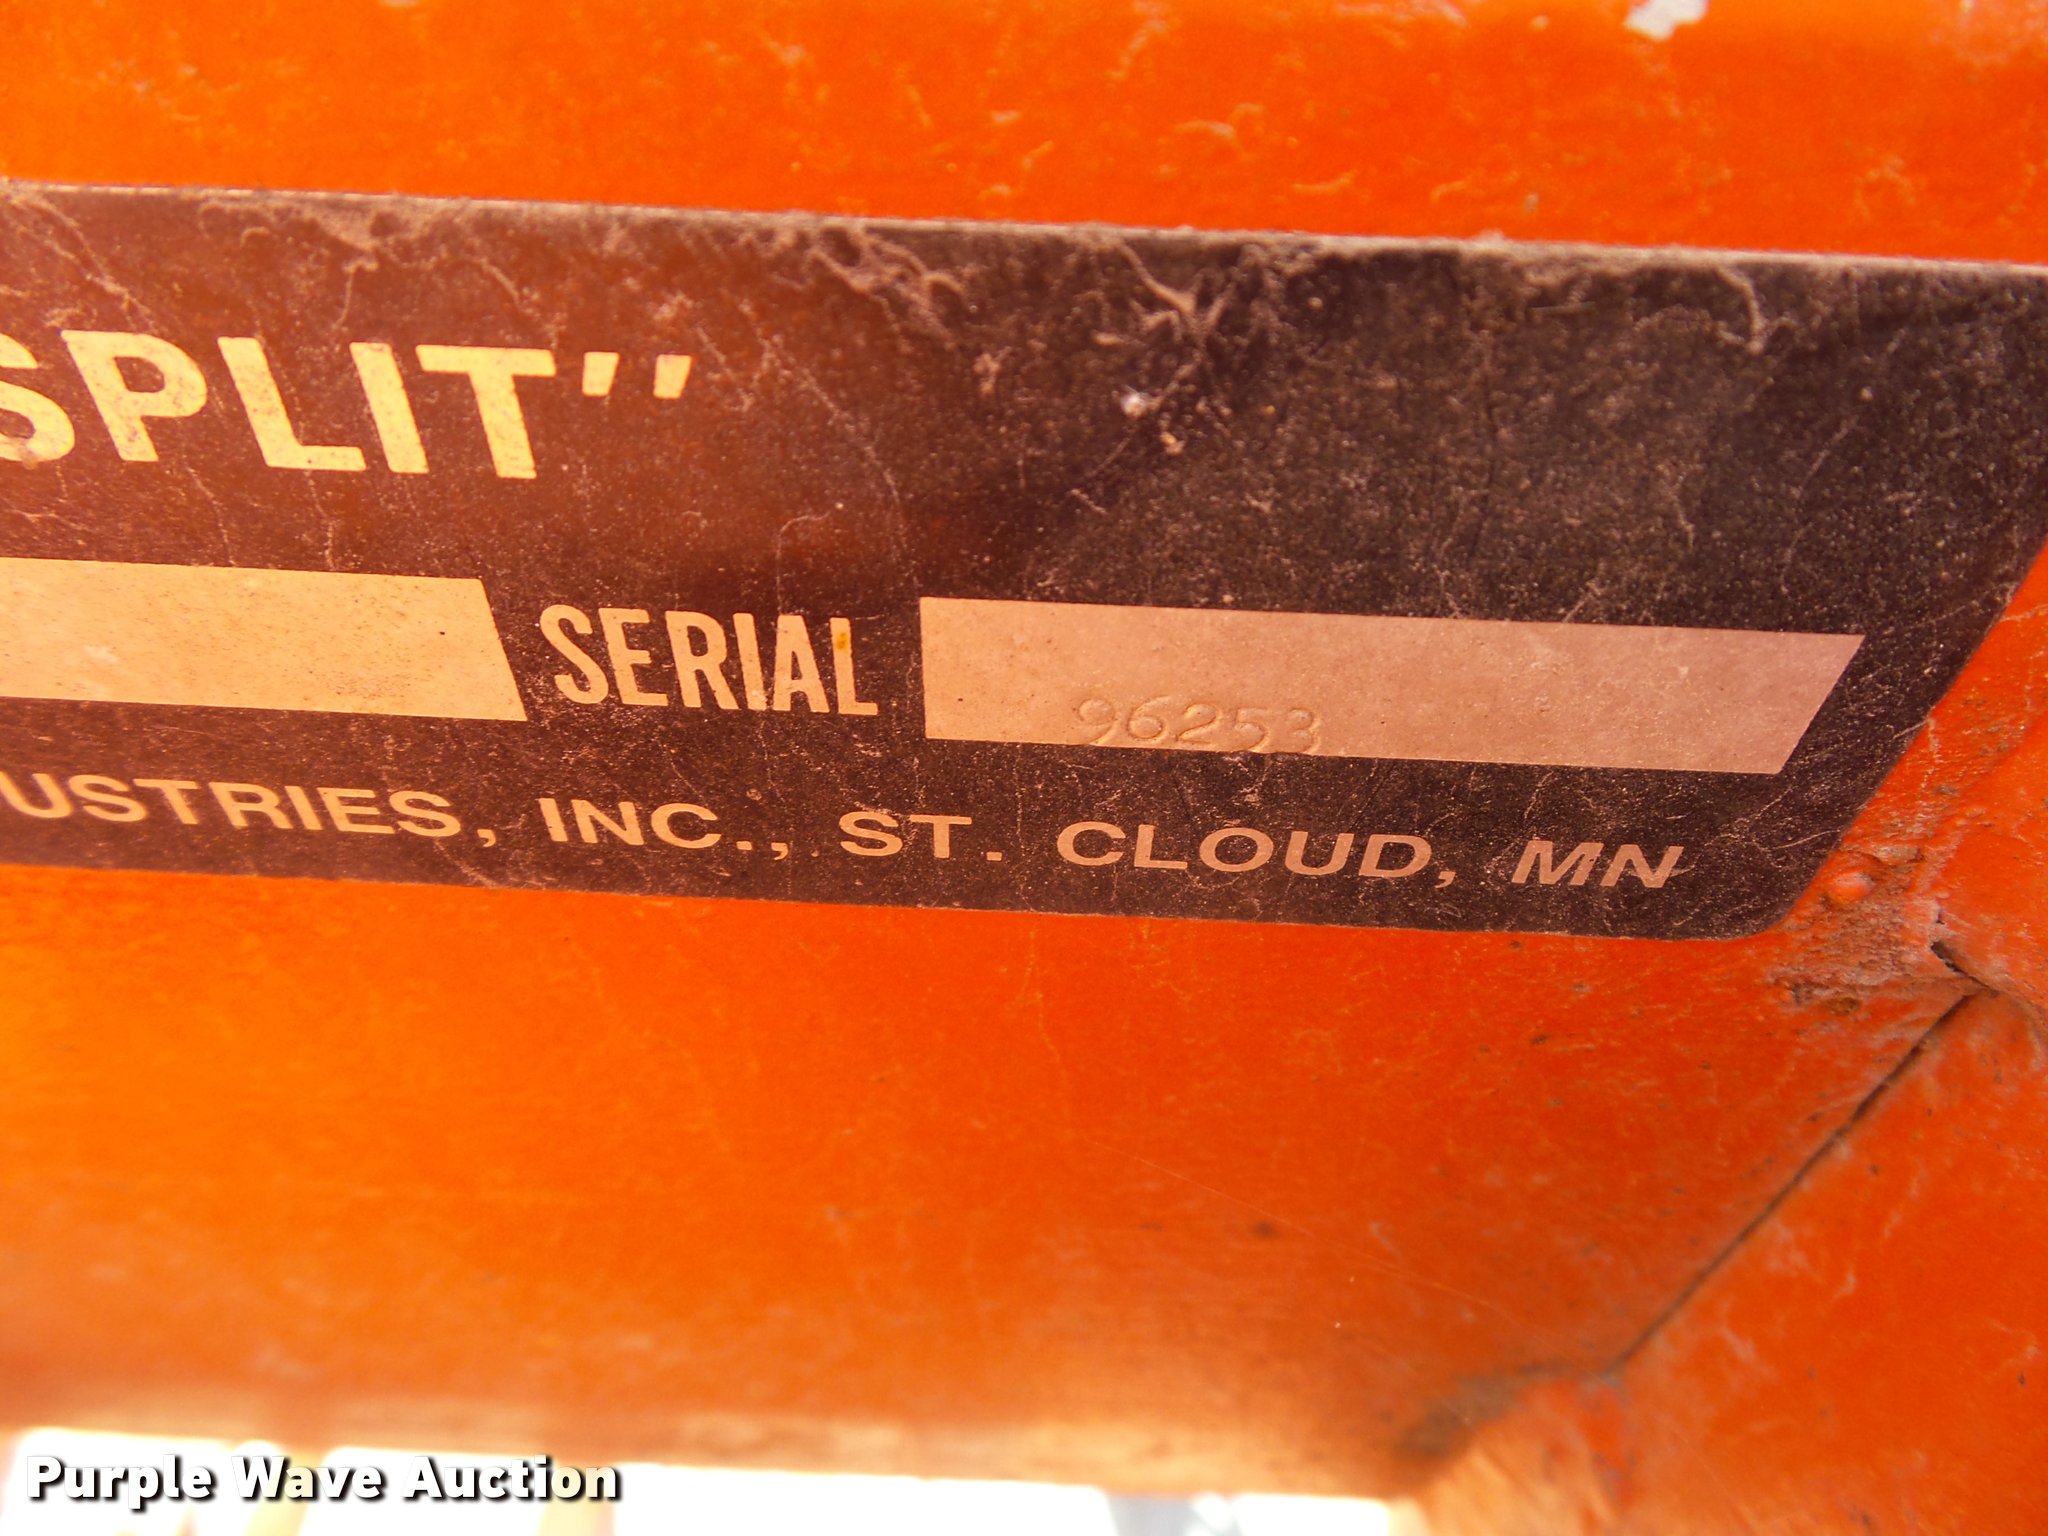 SPLIT"
SERIAL 96253
USTRIES, INC., ST. CLOUD, MN
Purple Wave Auction